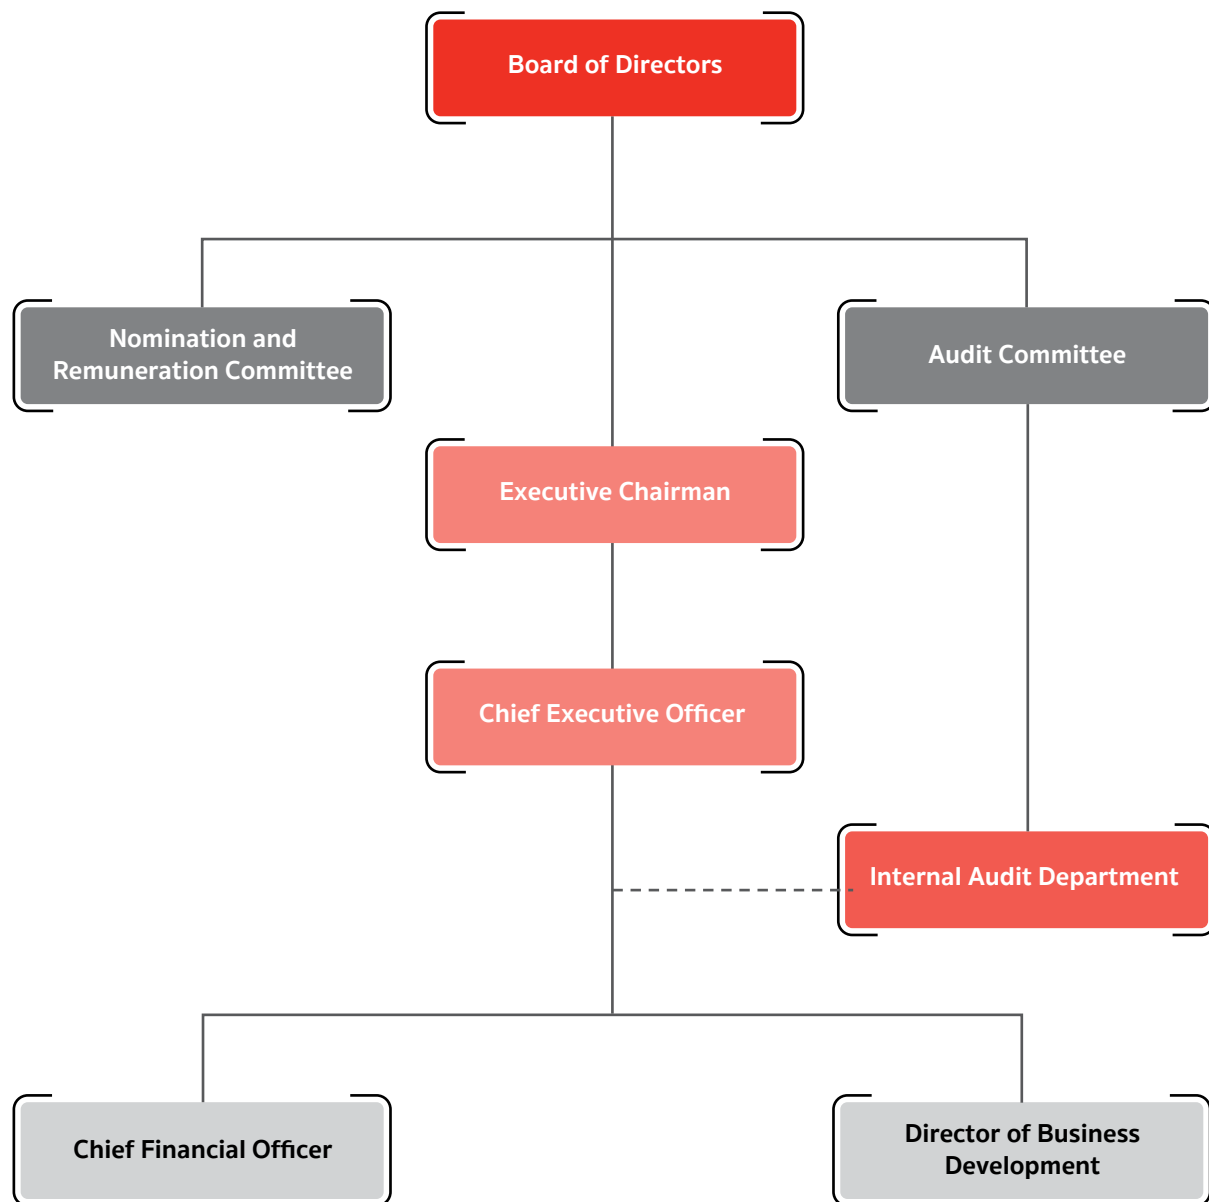 Board of Directors
Nomination and
Remuneration Committee
Audit Committee
Executive Chairman
Chief Executive Officer
Internal Audit Department
Chief Financial Officer
Director of Business
Development